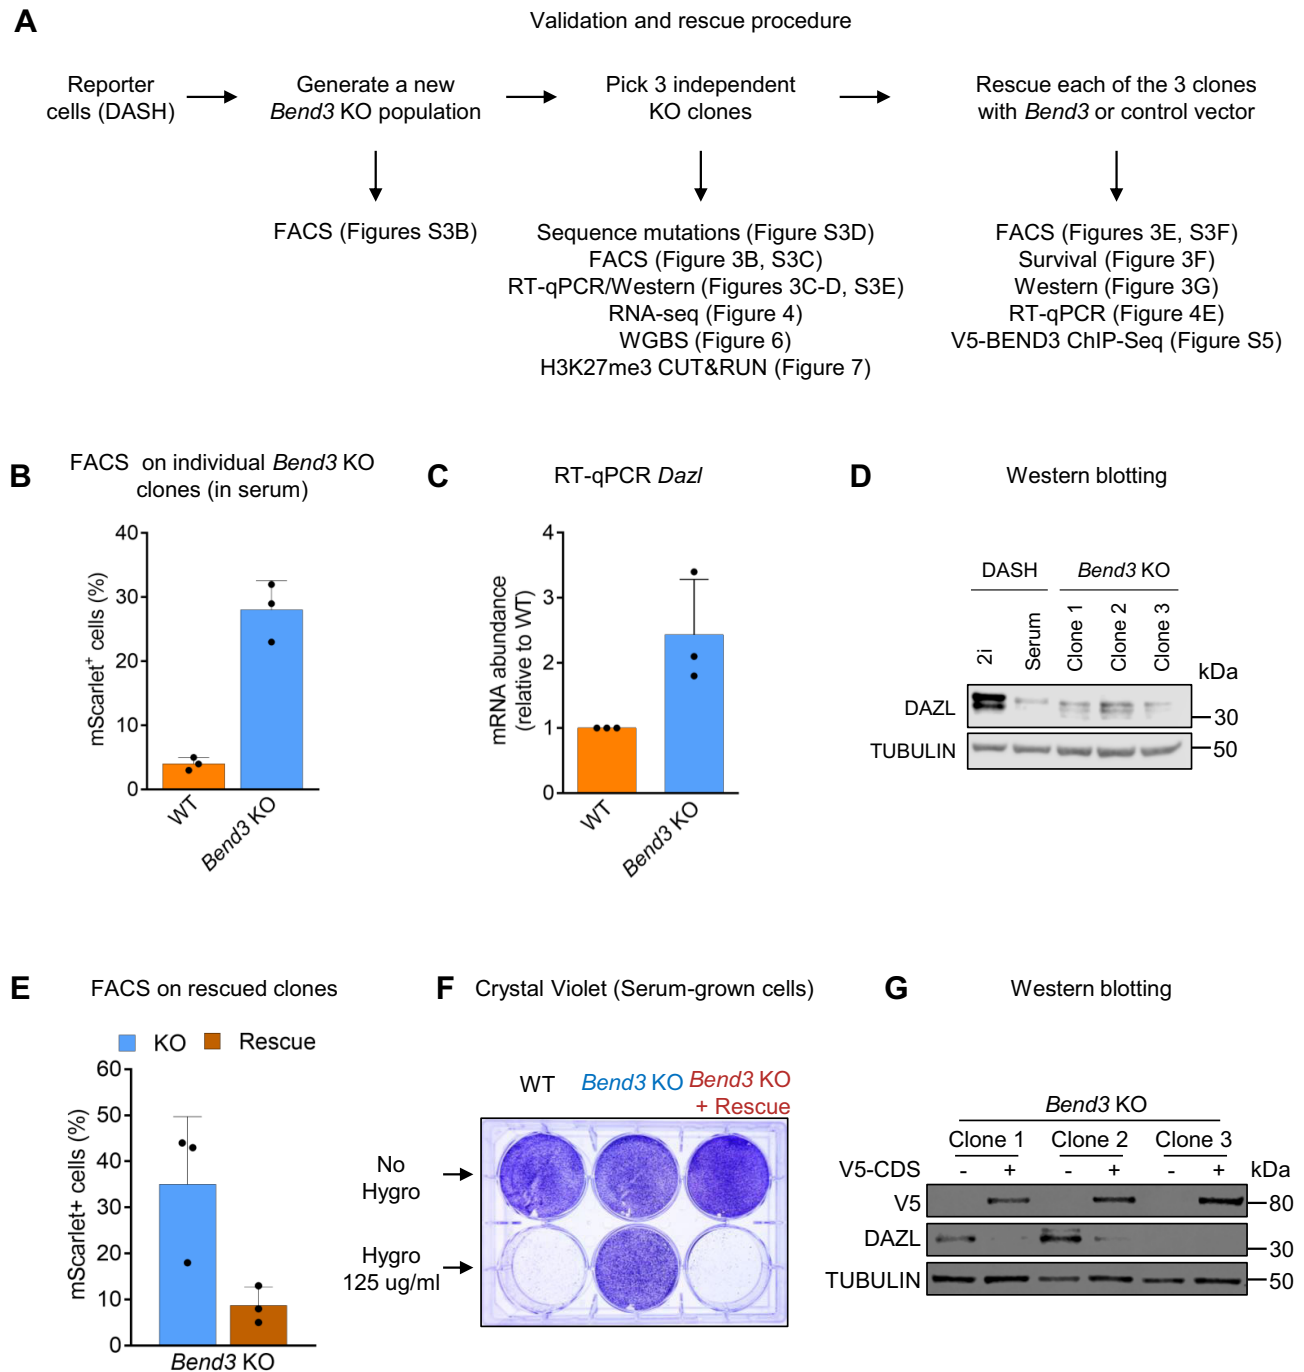 A
Validation and rescue procedure
Reporter
cells (DASH)
Generate a new
Bend3 KO population
Pick 3 independent
KO clones
Rescue each of the 3 clones
with Bend3 or control vector
FACS (Figures S3B)
Sequence mutations (Figure S3D)
FACS (Figure 3B, S3C)
RT-qPCR/Western (Figures 3C-D, S3E)
RNA-seq (Figure 4)
WGBS (Figure 6)
H3K27me3 CUT&RUN (Figure 7)
FACS (Figures 3E, S3F)
Survival (Figure 3F)
Western (Figure 3G)
RT-qPCR (Figure 4E)
V5-BEND3 ChIP-Seq (Figure S5)
B
FACS on individual Bend3 KO
clones (in serum)
mScarlet+ cells (%)
40
30
20
10
0
WT
Bend3 KO
C
RT-qPCR Dazl
mRNA abundance
(relative to WT)
4
3
2
1
0
WT
Bend3 KO
D
Western blotting
DASH
Bend3 KO
2i
Serum
Clone 1
Clone 2
Clone 3
kDa
DAZL
30
TUBULIN
50
E
FACS on rescued clones
KO
Rescue
mScarlet+ cells (%)
60
50
40
30
20
10
0
Bend3 KO
F
Crystal Violet (Serum-grown cells)
WT
Bend3 KO
Bend3 KO
+ Rescue
No
Hygro
Hygro
125 ug/ml
G
Western blotting
Bend3 KO
Clone 1
Clone 2
Clone 3
V5-CDS
- + - + - +
kDa
V5
80
DAZL
30
TUBULIN
50